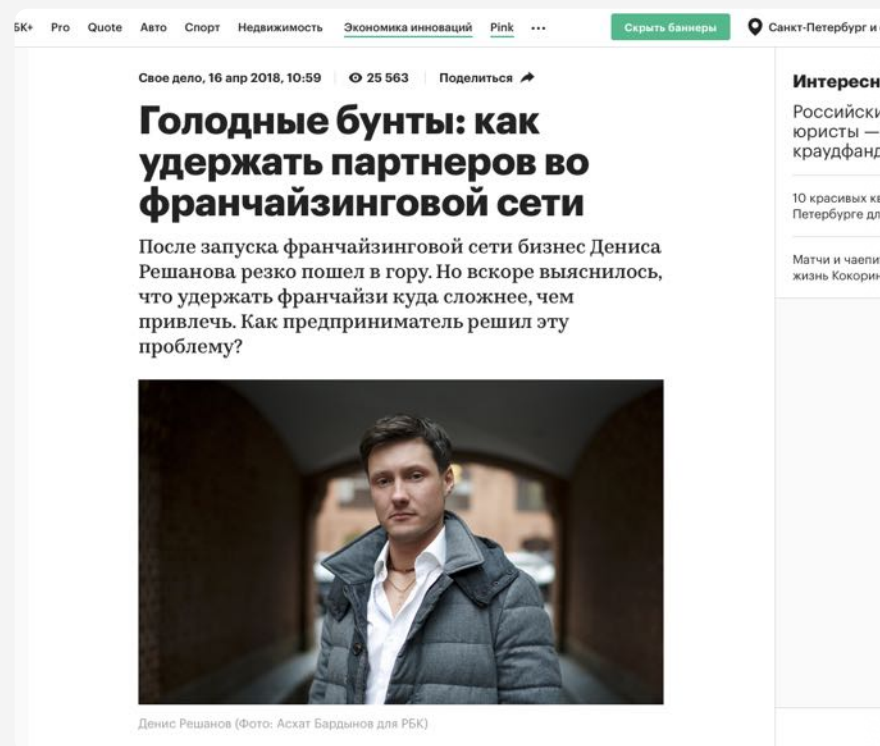 БК+ Pro Quote Авто Спорт Недвижимость Экономика инноваций Pink ••• Скрыть баннеры Санкт-Петербург и
Свое дело, 16 апр 2018, 10:59 25 563 Поделиться
Голодные бунты: как
удержать партнеров во
франчайзинговой сети
После запуска франчайзинговой сети бизнес Дениса
Решанова резко пошел в гору. Но вскоре выяснилось,
что удержать франчайзи куда сложнее, чем
привлечь. Как предприниматель решил эту
проблему?
Денис Решанов (Фото: Асхат Бардынов для РБК)
Интересн
Российски
юристы —
краудфанд
10 красивых кв
Петербурге дл
Матчи и чаепи
жизнь Кокорин